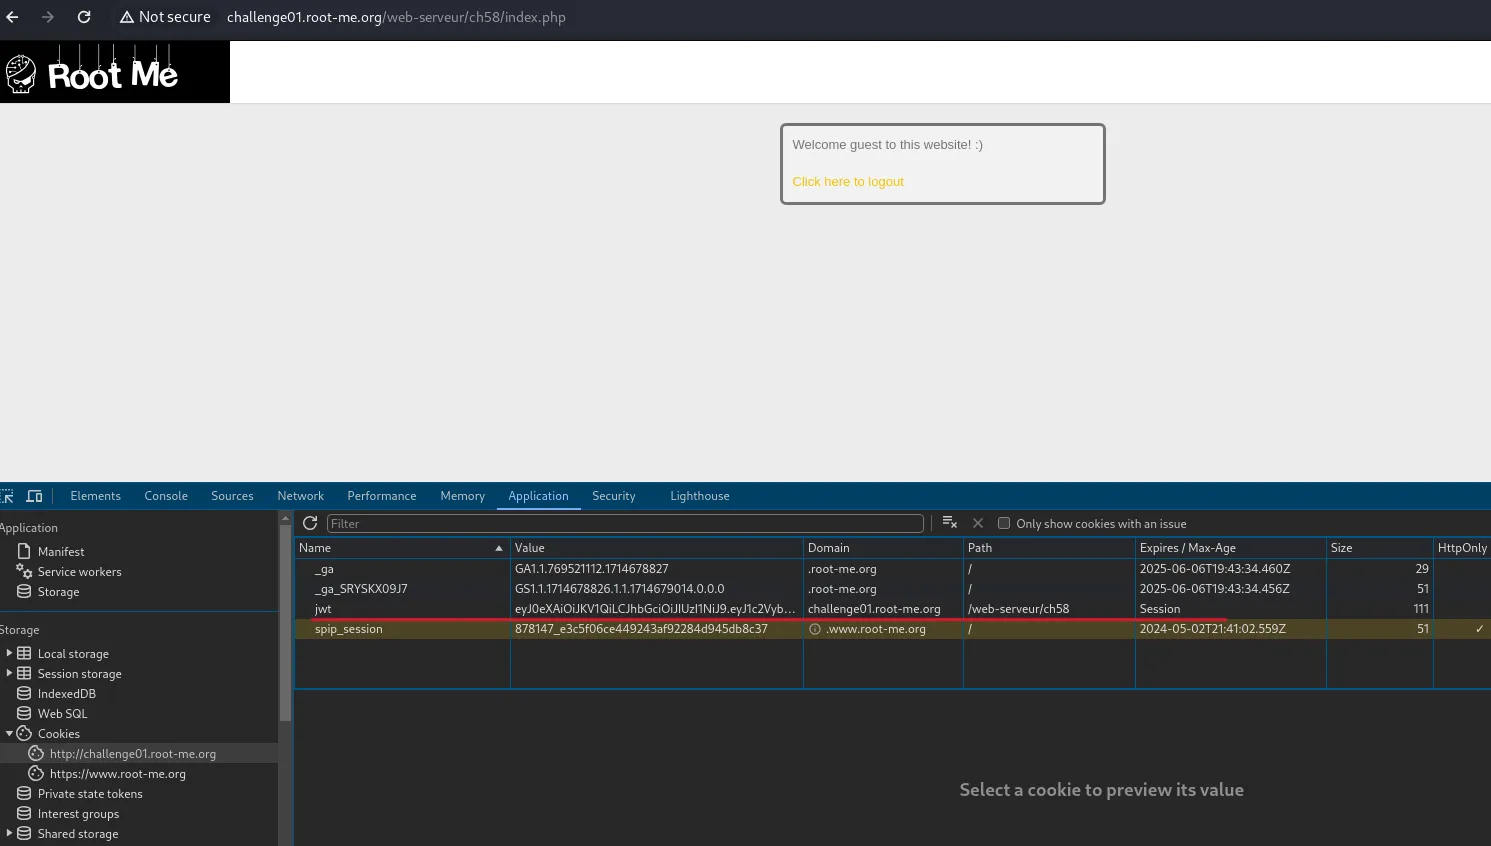 Not secure challenge01.root-me.org/web-serveur/ch58/index.php
Root Me
Welcome guest to this website! :)
Click here to logout
Elements Console Sources Network Performance Memory Application Security Lighthouse
Application
Manifest
Service workers
Storage
Storage
Local storage
Session storage
IndexedDB
Web SQL
Cookies
http://challenge01.root-me.org
https://www.root-me.org
Private state tokens
Interest groups
Shared storage
Filter
Only show cookies with an issue
Name Value Domain Path Expires / Max-Age Size HttpOnly
_ga GA1.1.769521112.1714678827 .root-me.org / 2025-06-06T19:43:34.460Z 29
_ga_SRYSKX09J7 GS1.1.1714678826.1.1.1714679014.0.0.0 .root-me.org / 2025-06-06T19:43:34.456Z 51
jwt eyJ0eXAiOiJKV1QiLCJhbGciOiJIUzI1NiJ9.eyJ1c2Vyb... challenge01.root-me.org /web-serveur/ch58 Session 111
spip_session 878147_e3c5f06ce449243af92284d945db8c37 .www.root-me.org / 2024-05-02T21:41:02.559Z 51 ✓
Select a cookie to preview its value